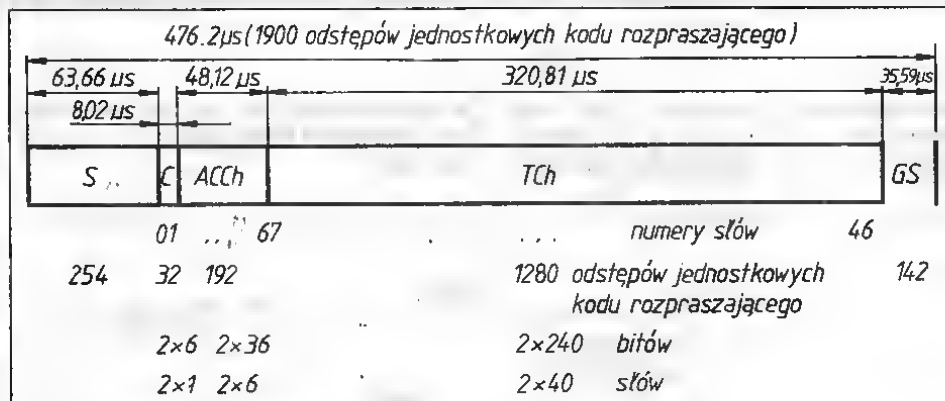 476.2µs (1900 odstępów jednostkowych kodu rozpraszającego)
63,66 µs 48,12 µs 320,81 µs 35,59µs
8,02 µs
S C ACCh TCh GS
01 ... 67 . ... numery słów 46
254 32 192 1280 odstępów jednostkowych 142
kodu rozpraszającego
2×6 2×36 2×240 bitów
2×1 2×6 2×40 słów